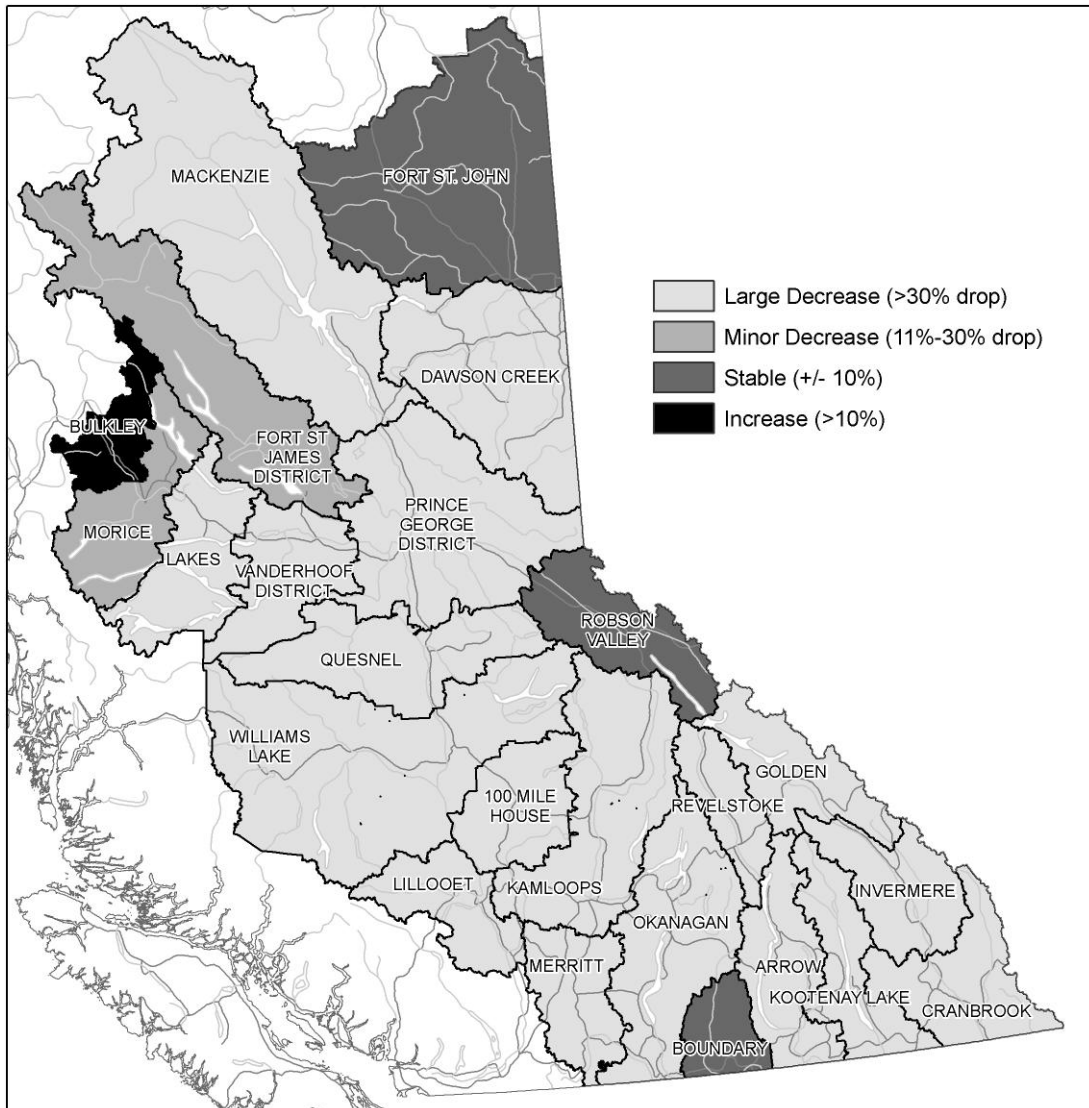 MACKENZIE
FORT ST. JOHN
Large Decrease (>30% drop)
Minor Decrease (11%-30% drop)
Stable (+/- 10%)
Increase (>10%)
DAWSON CREEK
BULKLEY
FORT ST
JAMES
DISTRICT
PRINCE
GEORGE
DISTRICT
MORICE
LAKES
VANDERHOOF
DISTRICT
ROBSON
VALLEY
QUESNEL
WILLIAMS
LAKE
GOLDEN
100 MILE
HOUSE
REVELSTOKE
LILLOOET
KAMLOOPS
INVERMERE
OKANAGAN
MERRITT
ARROW
KOOTENAY LAKE
CRANBROOK
BOUNDARY